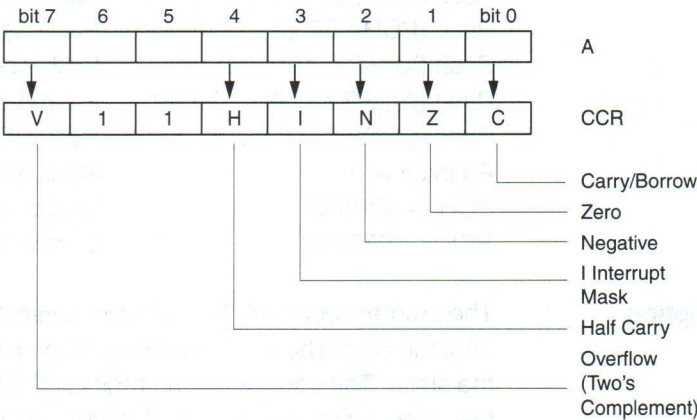 bit 7 6 5 4 3 2 1 bit 0
A
V 1 1 H I N Z C
CCR
Carry/Borrow
Zero
Negative
I Interrupt
Mask
Half Carry
Overflow
(Two's
Complement)